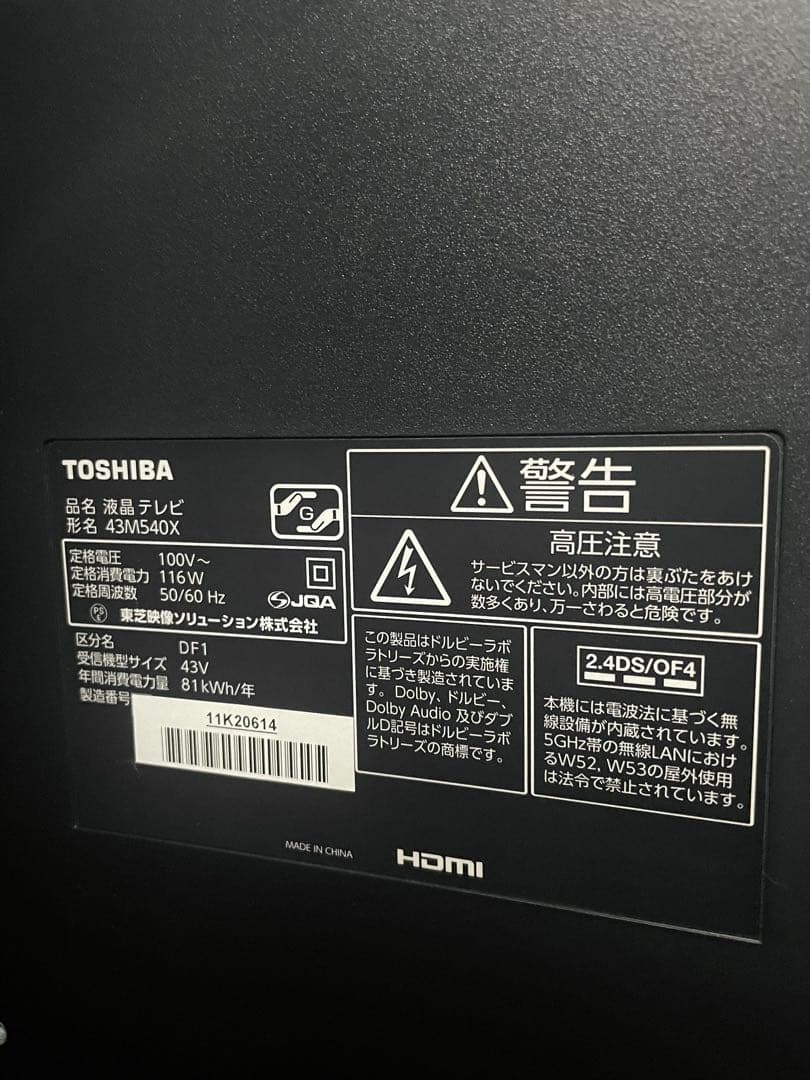 TOSHIBA
品名 液晶テレビ
形名 43M540X
G
定格電圧 100V～
定格消費電力 116W
定格周波数 50/60 Hz
JQA
PS
E
東芝映像ソリューション株式会社
区分名 DF1
受信機型サイズ 43V
年間消費電力量 81kWh/年
製造番号
11K20614
警告
高圧注意
サービスマン以外の方は裏ぶたをあけ
ないでください。内部には高電圧部分が
数多くあり、万一さわると危険です。
この製品はドルビーラボ
ラトリーズからの実施権
に基づき製造されていま
す。Dolby、ドルビー、
Dolby Audio 及びダブ
ルD記号はドルビーラボ
ラトリーズの商標です。
2.4DS/OF4
本機には電波法に基づく無
線設備が内蔵されています。
5GHz帯の無線LANにおけ
るW52, W53の屋外使用
は法令で禁止されています。
MADE IN CHINA
HDMI